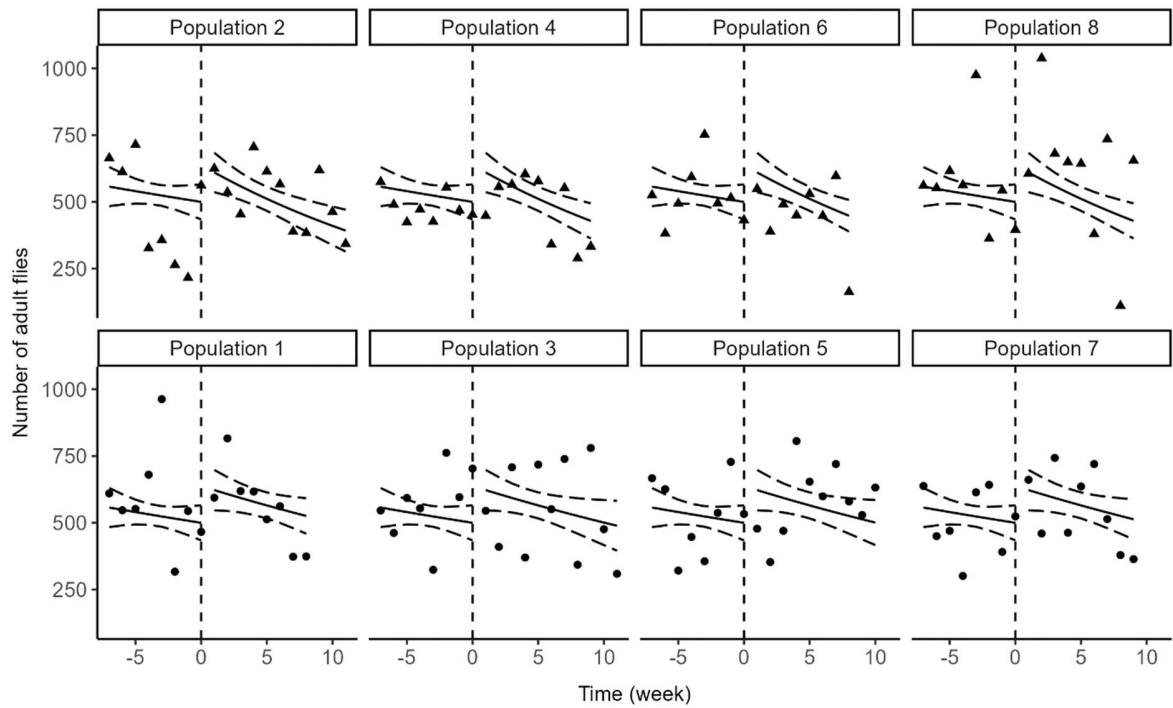 Population 2 Population 4 Population 6 Population 8
1000
750
500
250
Number of adult flies
Population 1 Population 3 Population 5 Population 7
1000
750
500
250
-5 0 5 10 -5 0 5 10 -5 0 5 10 -5 0 5 10
Time (week)